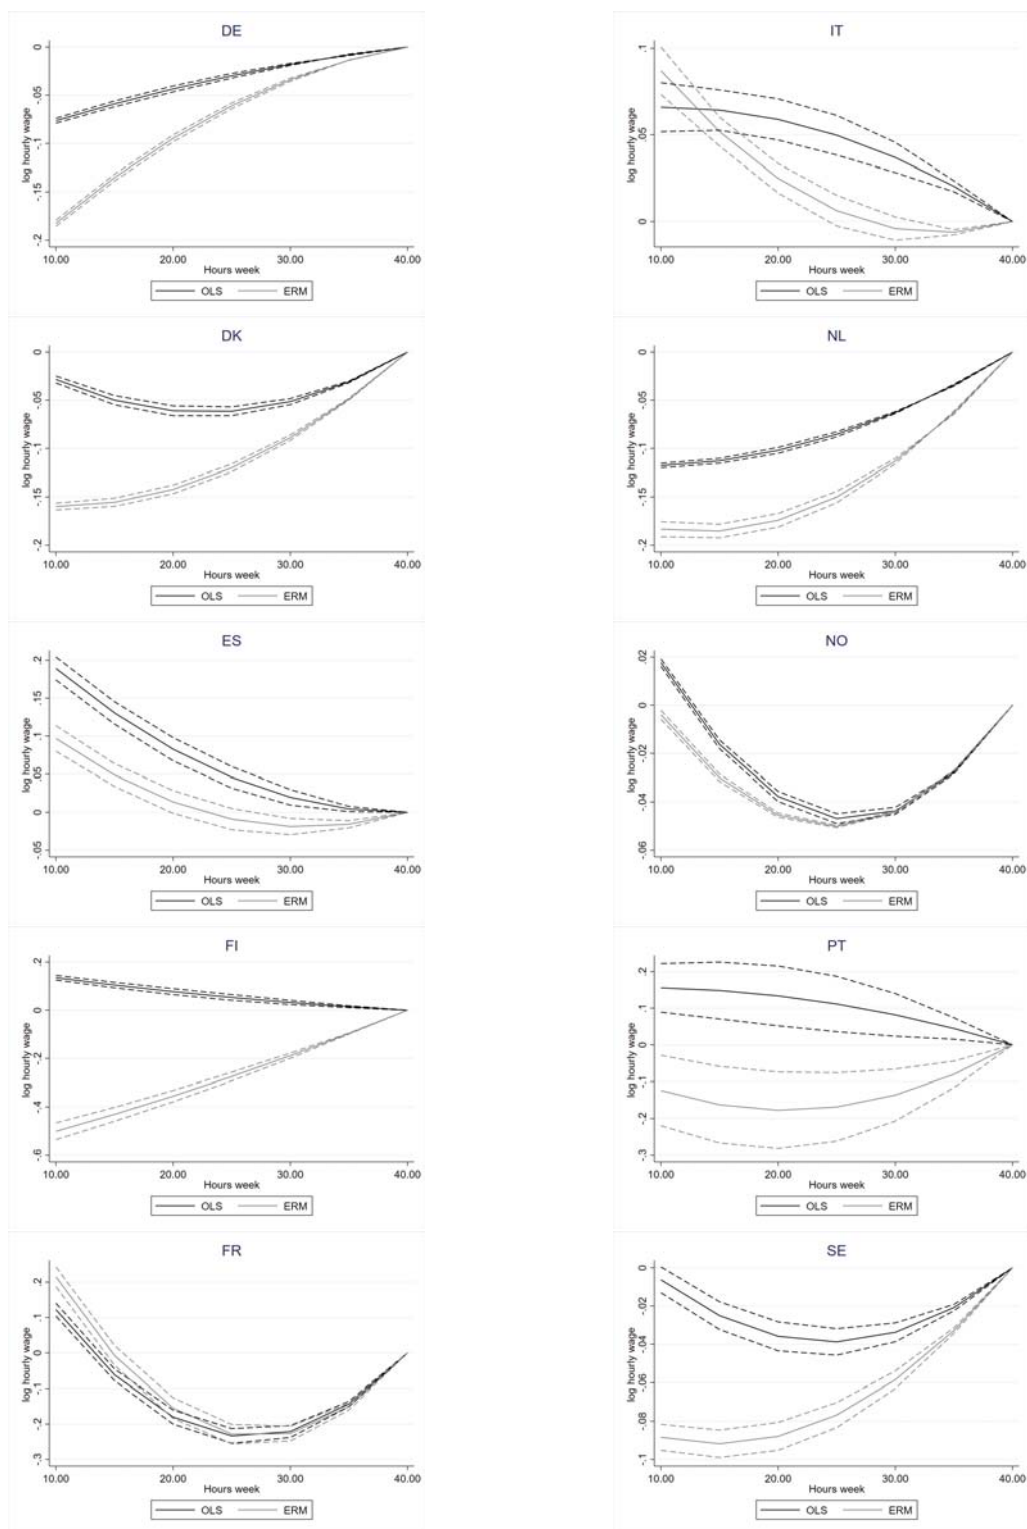 DE
log hourly wage
0
-.05
-.1
-.15
-.2
10.00 20.00 30.00 40.00
Hours week
OLS ERM
IT
log hourly wage
.1
.05
0
10.00 20.00 30.00 40.00
Hours week
OLS ERM
DK
log hourly wage
0
-.05
-.1
-.15
-.2
10.00 20.00 30.00 40.00
Hours week
OLS ERM
NL
log hourly wage
0
-.05
-.1
-.15
-.2
10.00 20.00 30.00 40.00
Hours week
OLS ERM
ES
log hourly wage
.2
.15
.1
.05
0
-.05
10.00 20.00 30.00 40.00
Hours week
OLS ERM
NO
log hourly wage
.02
0
-.02
-.04
-.06
10.00 20.00 30.00 40.00
Hours week
OLS ERM
FI
log hourly wage
.2
0
-.2
-.4
-.6
10.00 20.00 30.00 40.00
Hours week
OLS ERM
PT
log hourly wage
.2
.1
0
-.1
-.2
-.3
10.00 20.00 30.00 40.00
Hours week
OLS ERM
FR
log hourly wage
.2
.1
0
-.1
-.2
-.3
10.00 20.00 30.00 40.00
Hours week
OLS ERM
SE
log hourly wage
0
-.02
-.04
-.06
-.08
-.1
10.00 20.00 30.00 40.00
Hours week
OLS ERM